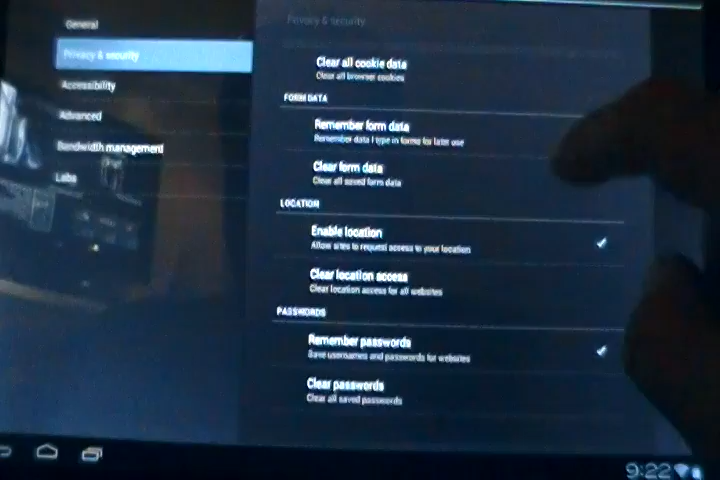 General
Privacy & security
Accessibility
Advanced
Bandwidth management
Labs
Privacy & security
Clear all cookie data
Clear all browser cookies
FORM DATA
Remember form data
Remember data I type in forms for later use
Clear form data
Clear all saved form data
LOCATION
Enable location
Allow sites to request access to your location
Clear location access
Clear location access for all websites
PASSWORDS
Remember passwords
Save usernames and passwords for websites
Clear passwords
Clear all saved passwords
9:22